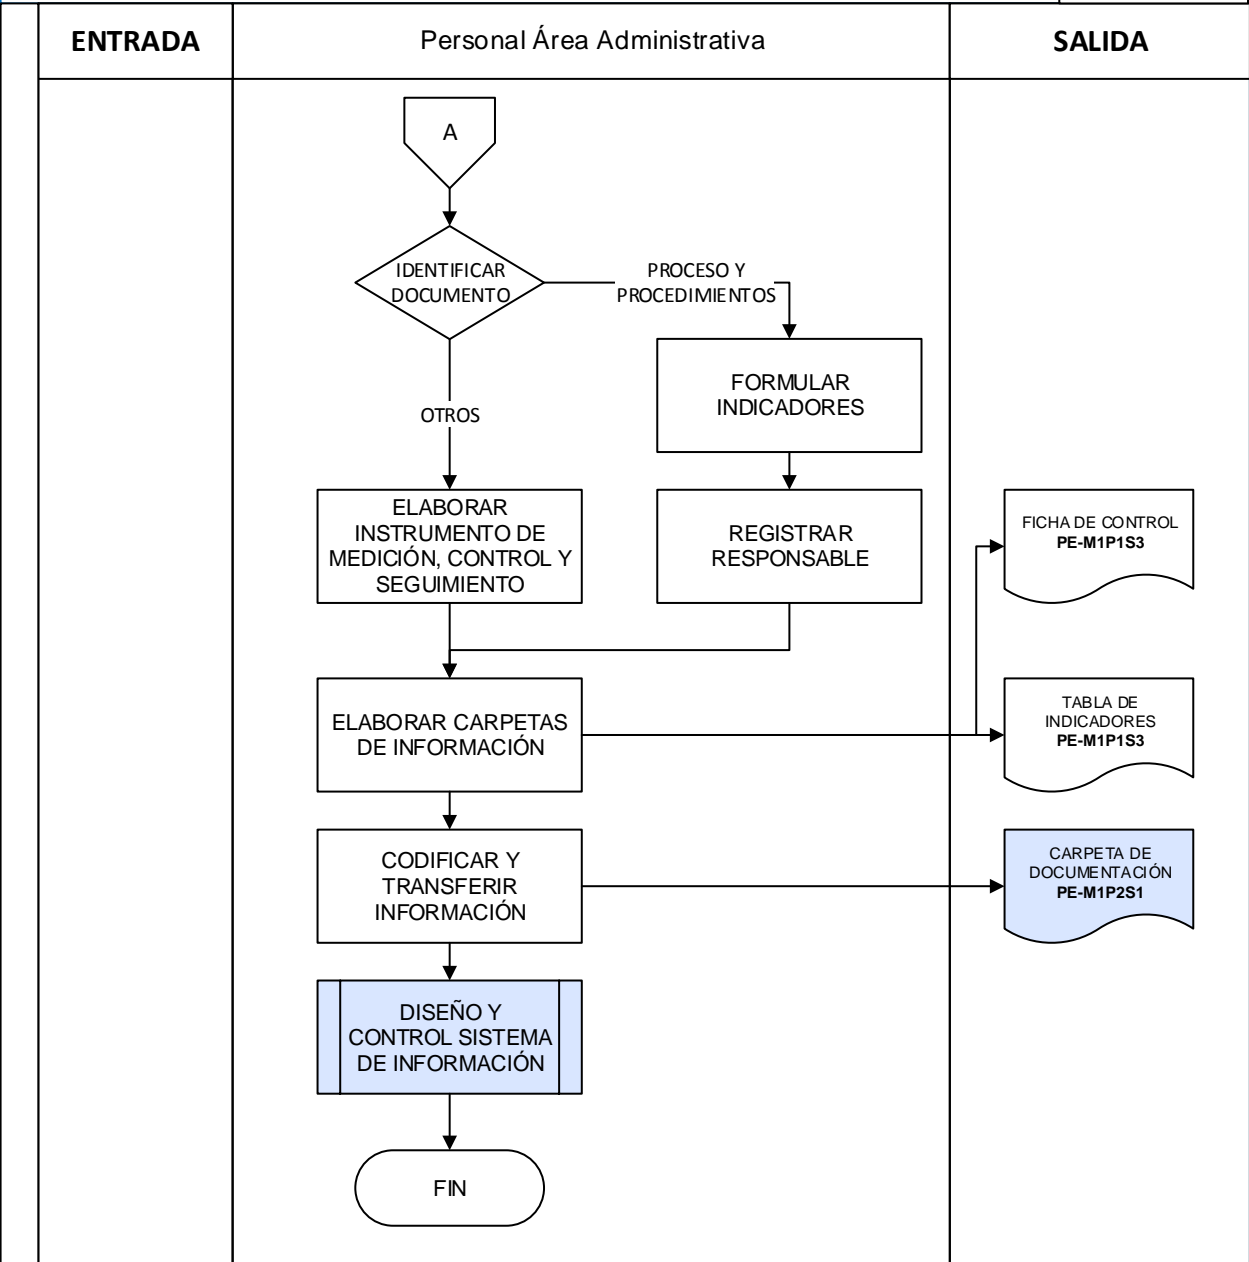 ENTRADA
Personal Área Administrativa
SALIDA
A
IDENTIFICAR
DOCUMENTO
PROCESO Y
PROCEDIMIENTOS
FORMULAR
INDICADORES
OTROS
ELABORAR
INSTRUMENTO DE
MEDICIÓN, CONTROL Y
SEGUIMIENTO
REGISTRAR
RESPONSABLE
FICHA DE CONTROL
PE-M1P1S3
ELABORAR CARPETAS
DE INFORMACIÓN
TABLA DE
INDICADORES
PE-M1P1S3
CODIFICAR Y
TRANSFERIR
INFORMACIÓN
CARPETA DE
DOCUMENTACIÓN
PE-M1P2S1
DISEÑO Y
CONTROL SISTEMA
DE INFORMACIÓN
FIN